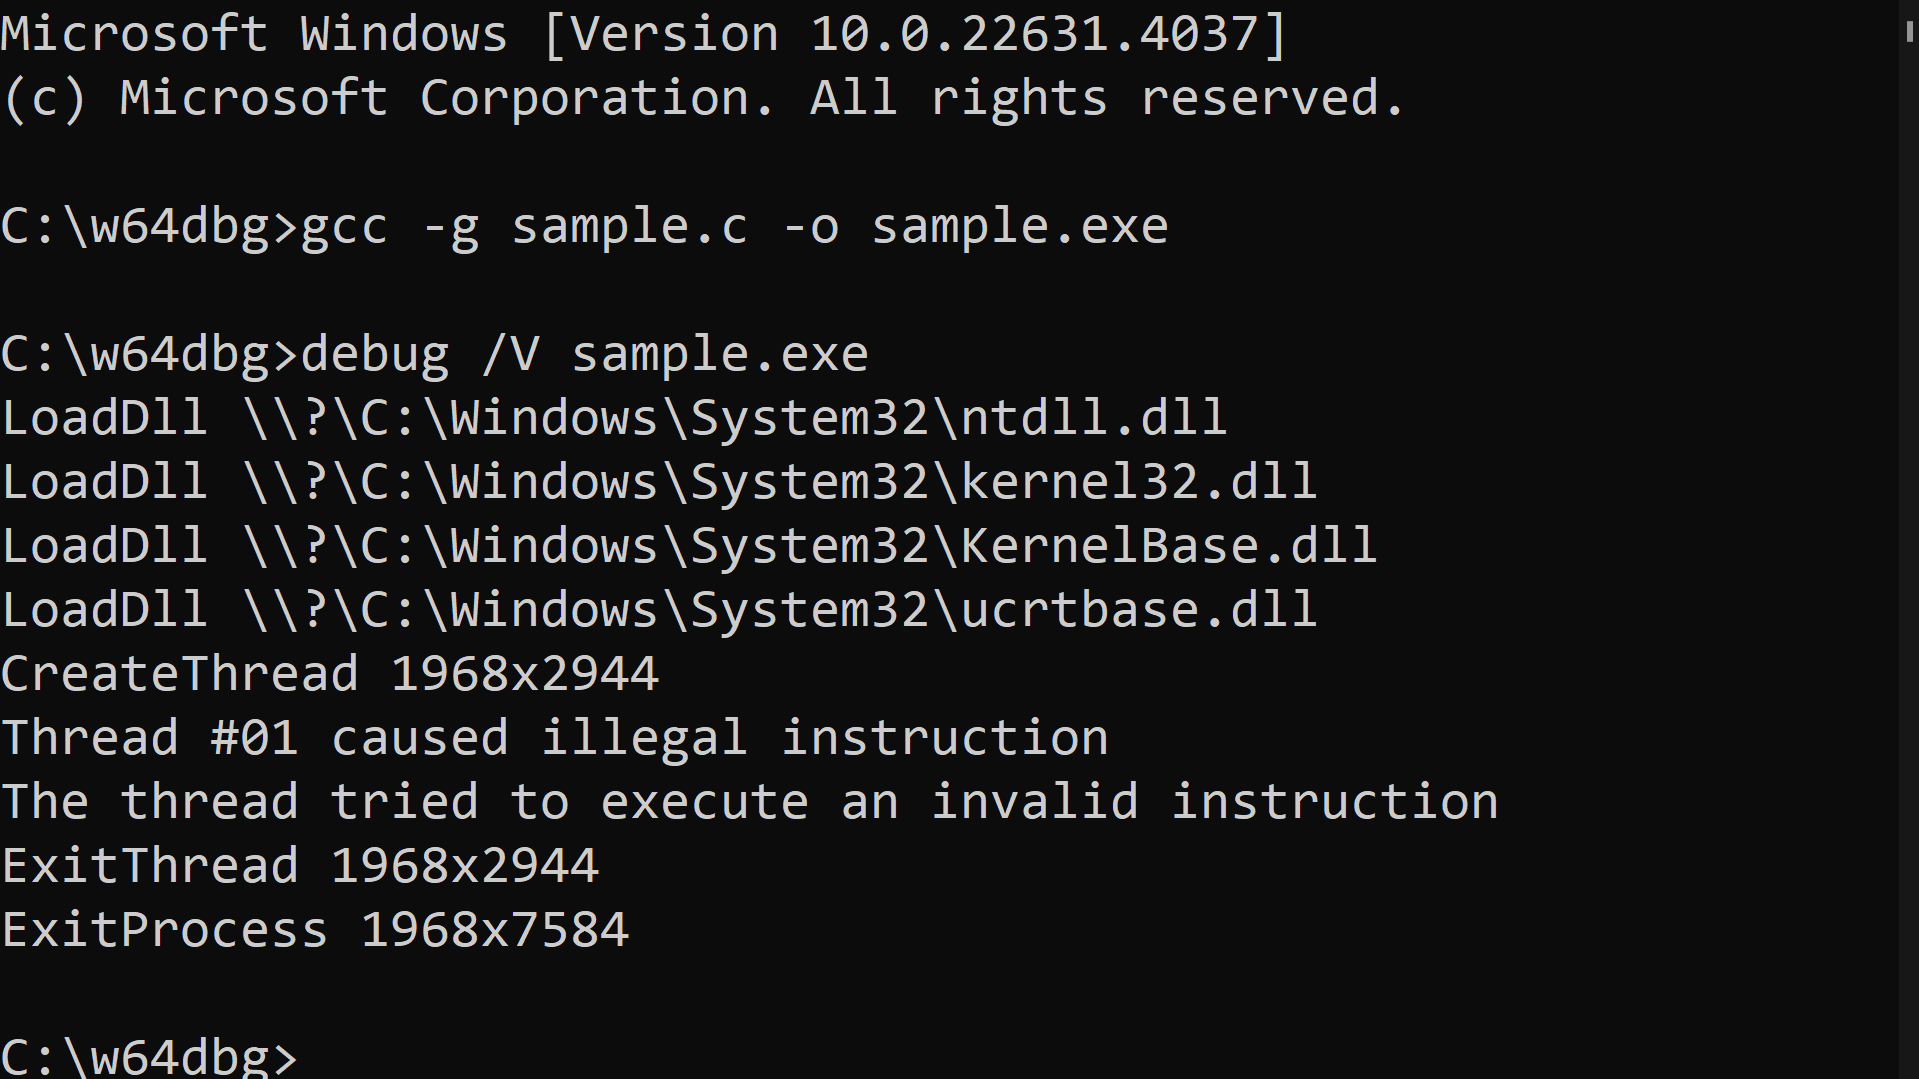 Microsoft Windows [Version 10.0.22631.4037]
(c) Microsoft Corporation. All rights reserved.
C:\w64dbg>gcc -g sample.c -o sample.exe
C:\w64dbg>debug /V sample.exe
LoadDll \\?\C:\Windows\System32\ntdll.dll
LoadDll \\?\C:\Windows\System32\kernel32.dll
LoadDll \\?\C:\Windows\System32\KernelBase.dll
LoadDll \\?\C:\Windows\System32\ucrtbase.dll
CreateThread 1968x2944
Thread #01 caused illegal instruction
The thread tried to execute an invalid instruction
ExitThread 1968x2944
ExitProcess 1968x7584
C:\w64dbg>